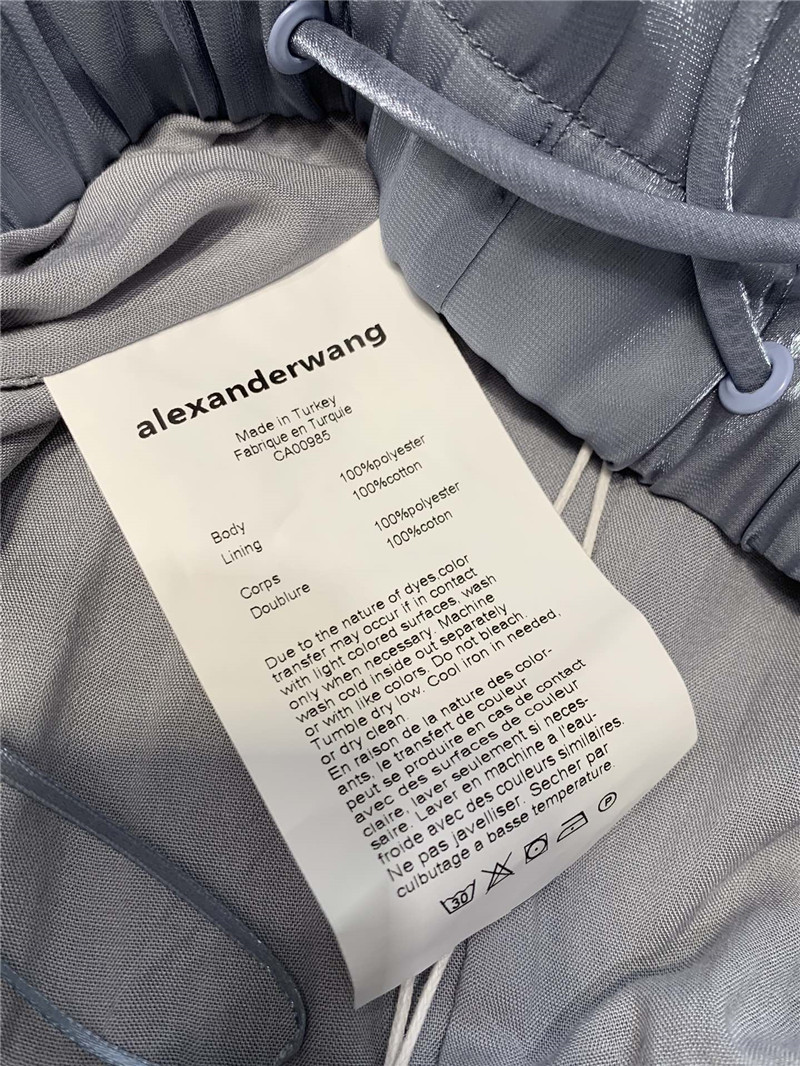 alexanderwang
Made in Turkey
Fabrique en Turquie
CA00985
Body 100%polyester
Lining 100%cotton
Corps 100%polyester
Doublure 100%coton
Due to the nature of dyes,color
transfer may occur if in contact
with light colored surfaces, wash
only when necessary. Machine
wash cold inside out separately
or with like colors. Do not bleach.
Tumble dry low. Cool iron in needed,
or dry clean.
En raison de la nature des color-
ants, le transfert de couleur
peut se produire en cas de contact
avec des surfaces de couleur
claire, laver seulement si neces-
saire. Laver en machine a l'eau-
froide avec des couleurs similaires.
Ne pas javelliser. Secher par
culbutage a basse temperature.
30 P